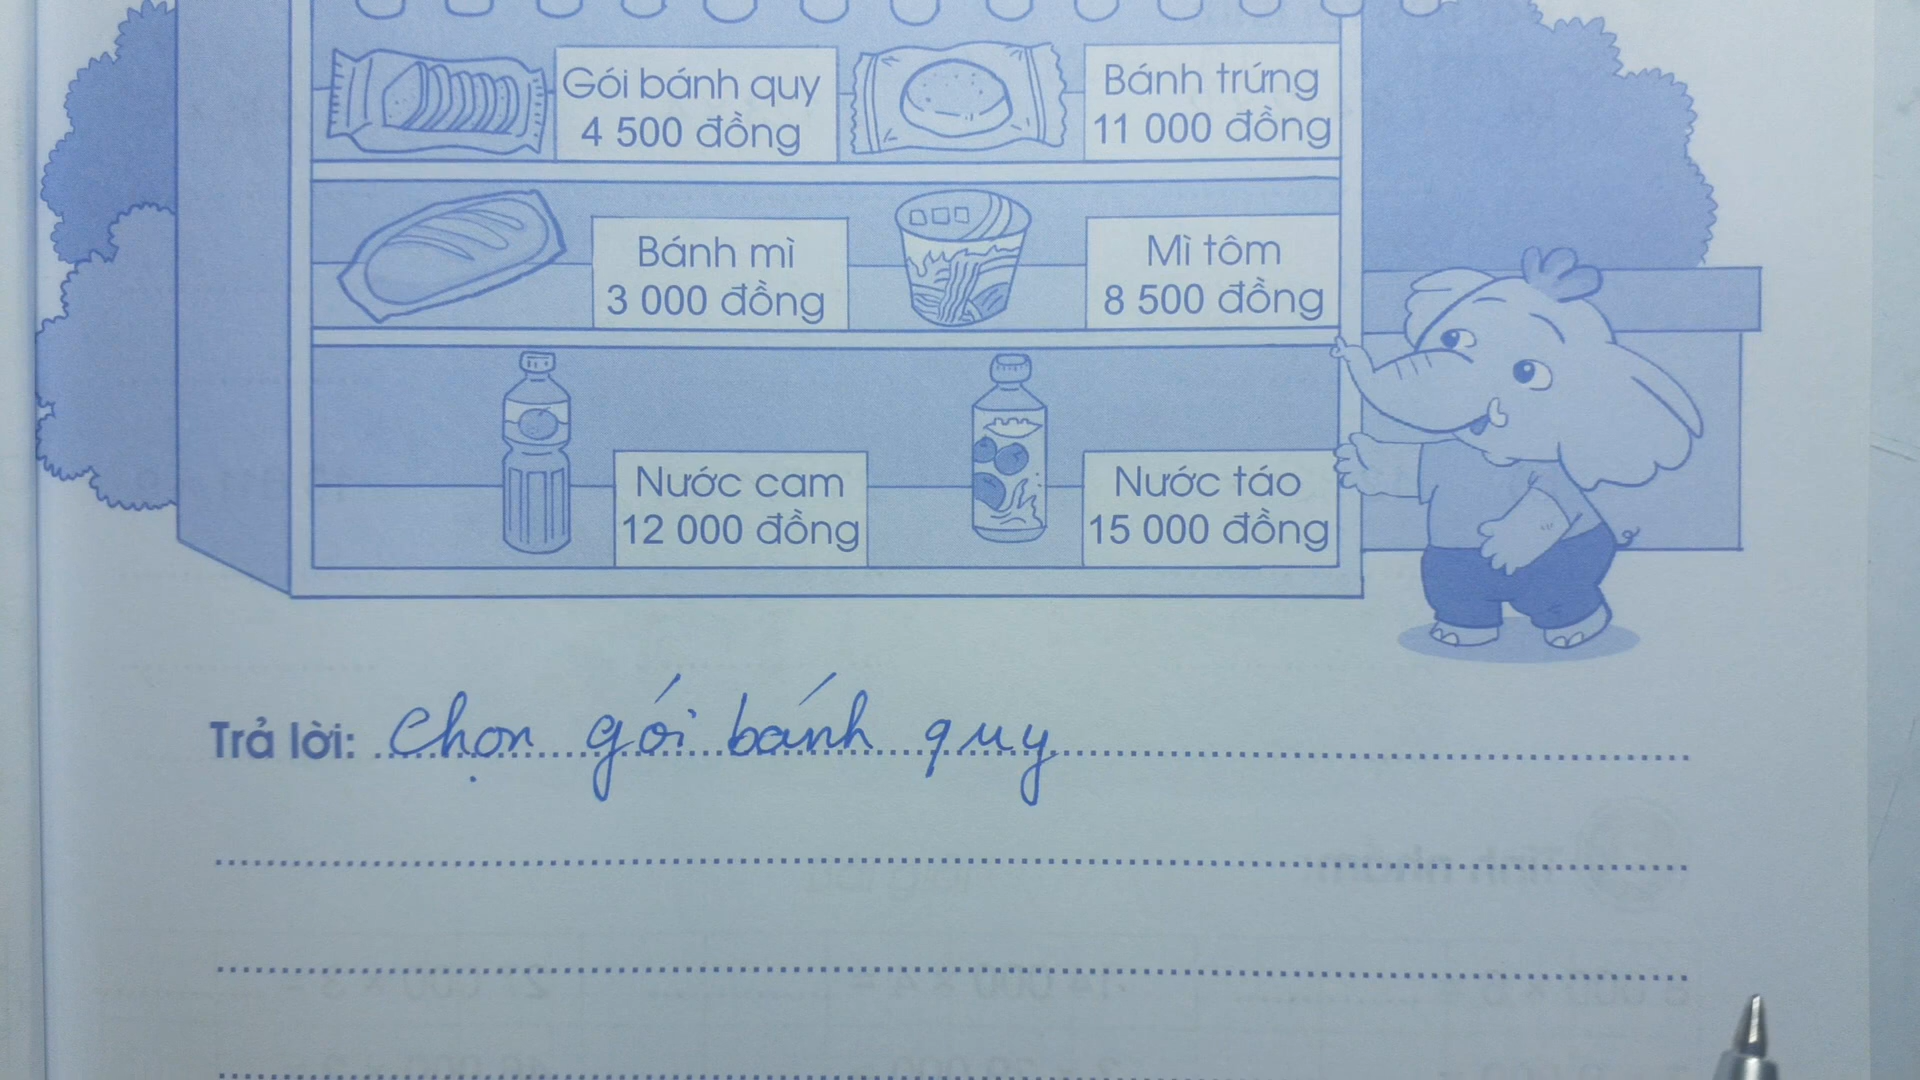 Gói bánh quy
4 500 đồng
Bánh trứng
11 000 đồng
Bánh mì
3 000 đồng
Mì tôm
8 500 đồng
Nước cam
12 000 đồng
Nước táo
15 000 đồng
Trả lời: Chọn gói bánh quy